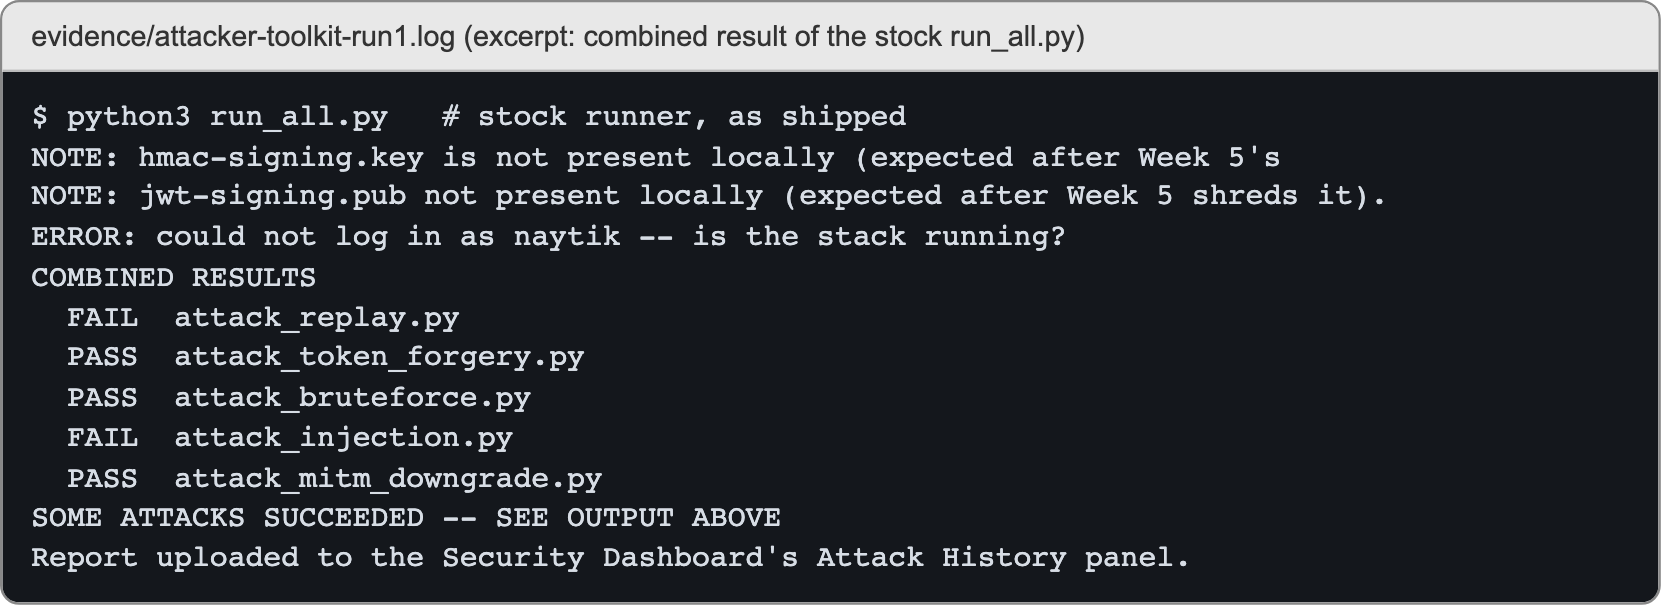 evidence/attacker-toolkit-run1.log (excerpt: combined result of the stock run_all.py)
$ python3 run_all.py   # stock runner, as shipped
NOTE: hmac-signing.key is not present locally (expected after Week 5's
NOTE: jwt-signing.pub not present locally (expected after Week 5 shreds it).
ERROR: could not log in as naytik -- is the stack running?
COMBINED RESULTS
  FAIL  attack_replay.py
  PASS  attack_token_forgery.py
  PASS  attack_bruteforce.py
  FAIL  attack_injection.py
  PASS  attack_mitm_downgrade.py
SOME ATTACKS SUCCEEDED -- SEE OUTPUT ABOVE
Report uploaded to the Security Dashboard's Attack History panel.